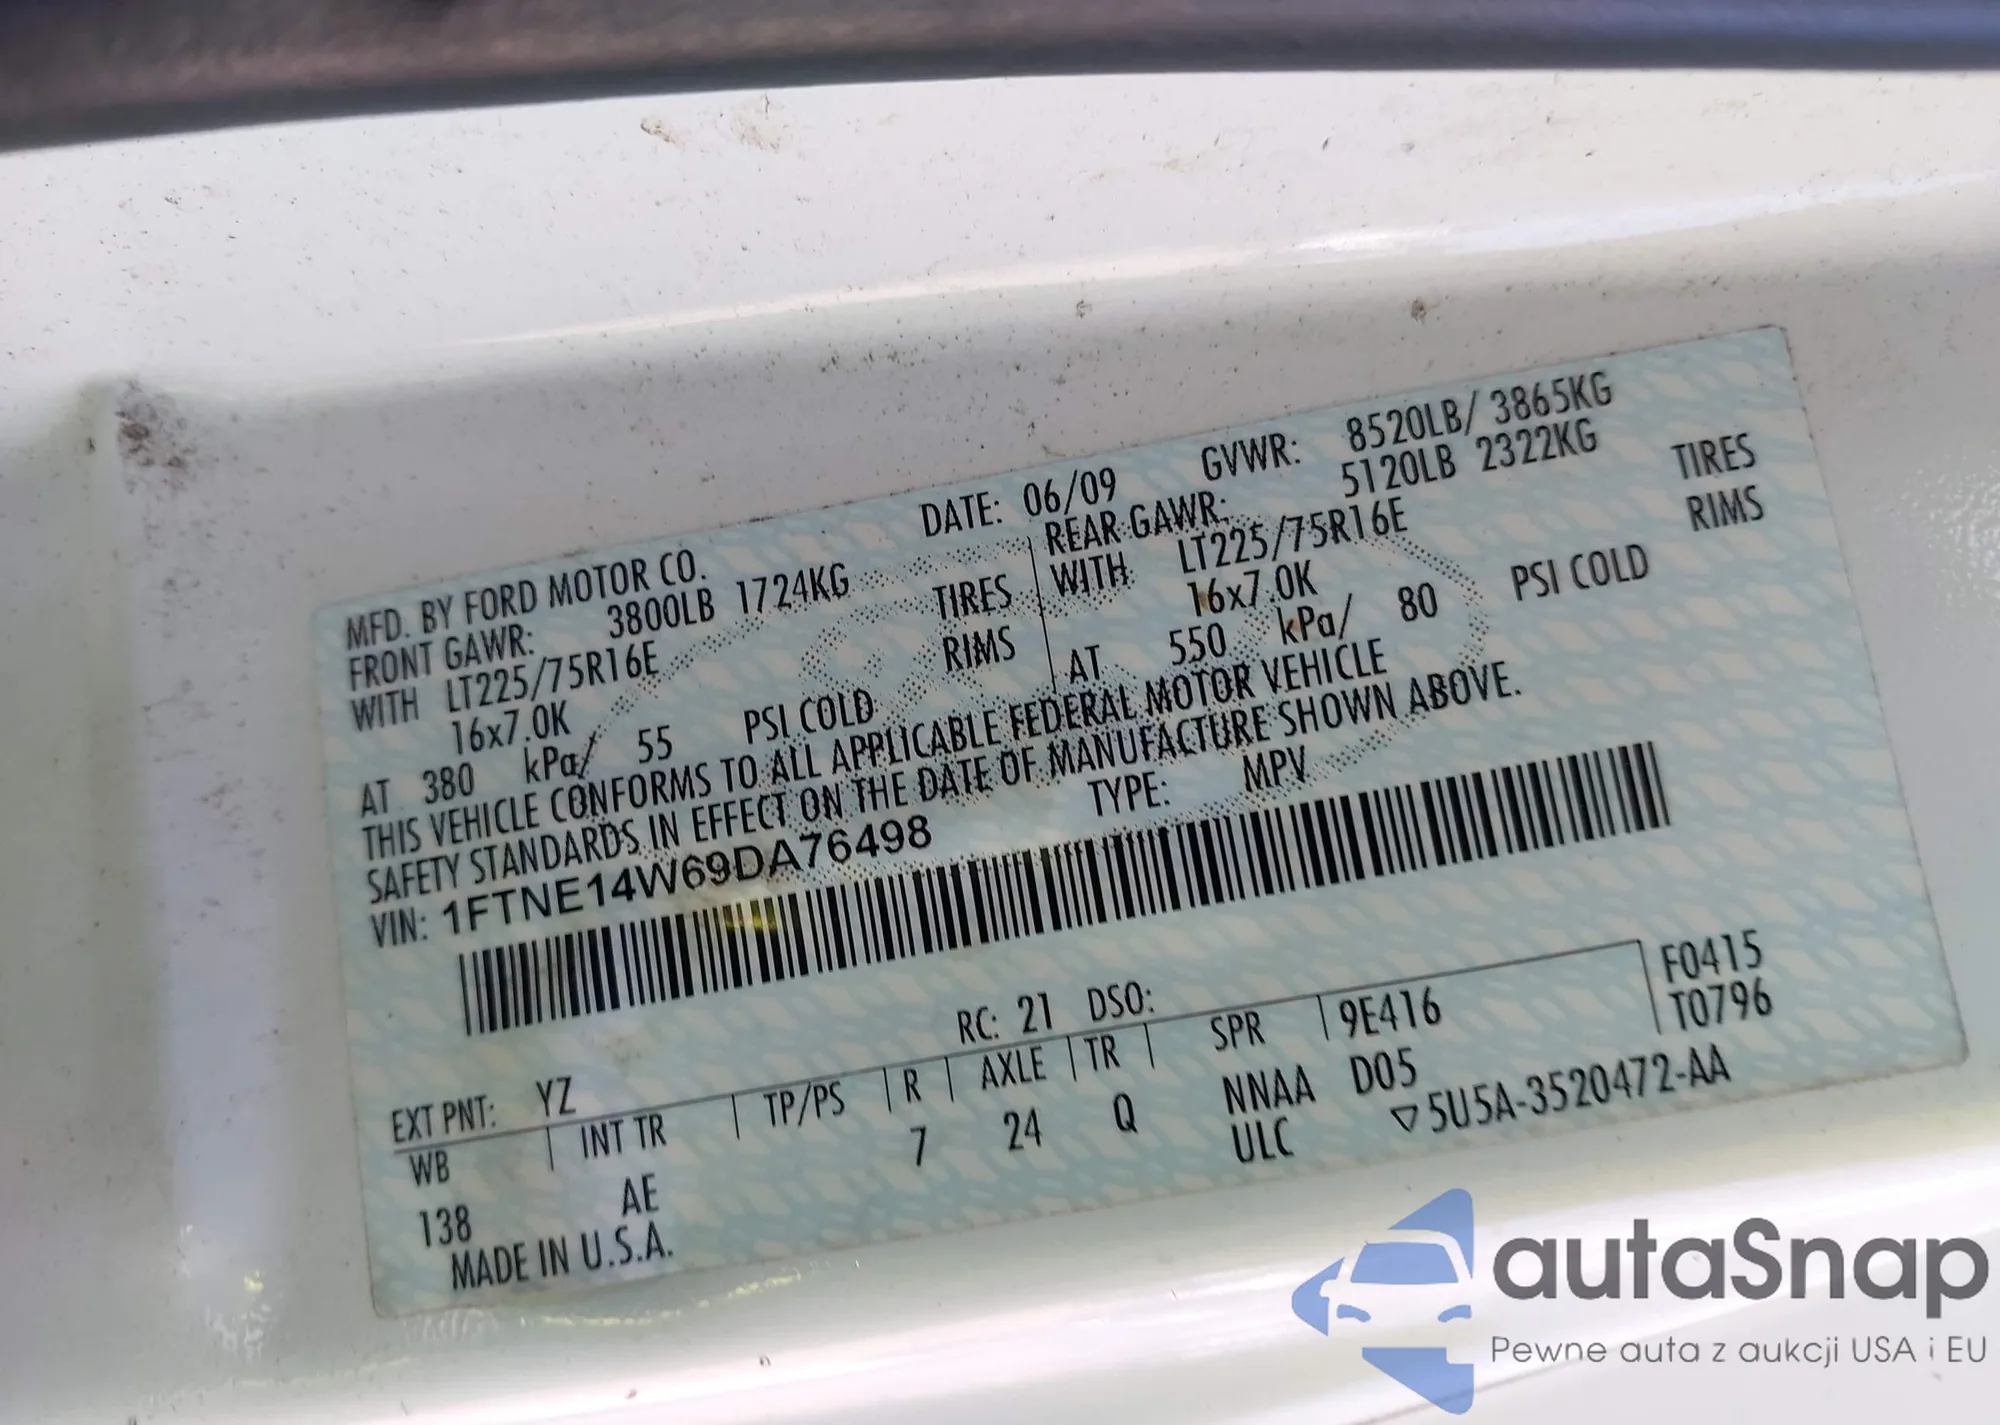 MFD. BY FORD MOTOR CO. DATE: 06/09 GVWR: 8520LB/ 3865KG
FRONT GAWR: 3800LB 1724KG REAR GAWR: 5120LB 2322KG
WITH LT225/75R16E TIRES WITH LT225/75R16E TIRES
16x7.0K RIMS 16x7.0K RIMS
AT 380 kPa/ 55 PSI COLD AT 550 kPa/ 80 PSI COLD
THIS VEHICLE CONFORMS TO ALL APPLICABLE FEDERAL MOTOR VEHICLE
SAFETY STANDARDS IN EFFECT ON THE DATE OF MANUFACTURE SHOWN ABOVE.
VIN: 1FTNE14W69DA76498 TYPE: MPV
F0415
EXT PNT: YZ RC: 21 DSO: T0796
WB INT TR TP/PS R AXLE TR SPR 9E416
138 AE 7 24 Q NNAA D05
ULC ▽5U5A-3520472-AA
MADE IN U.S.A.
autaSnap
Pewne auta z aukcji USA i EU